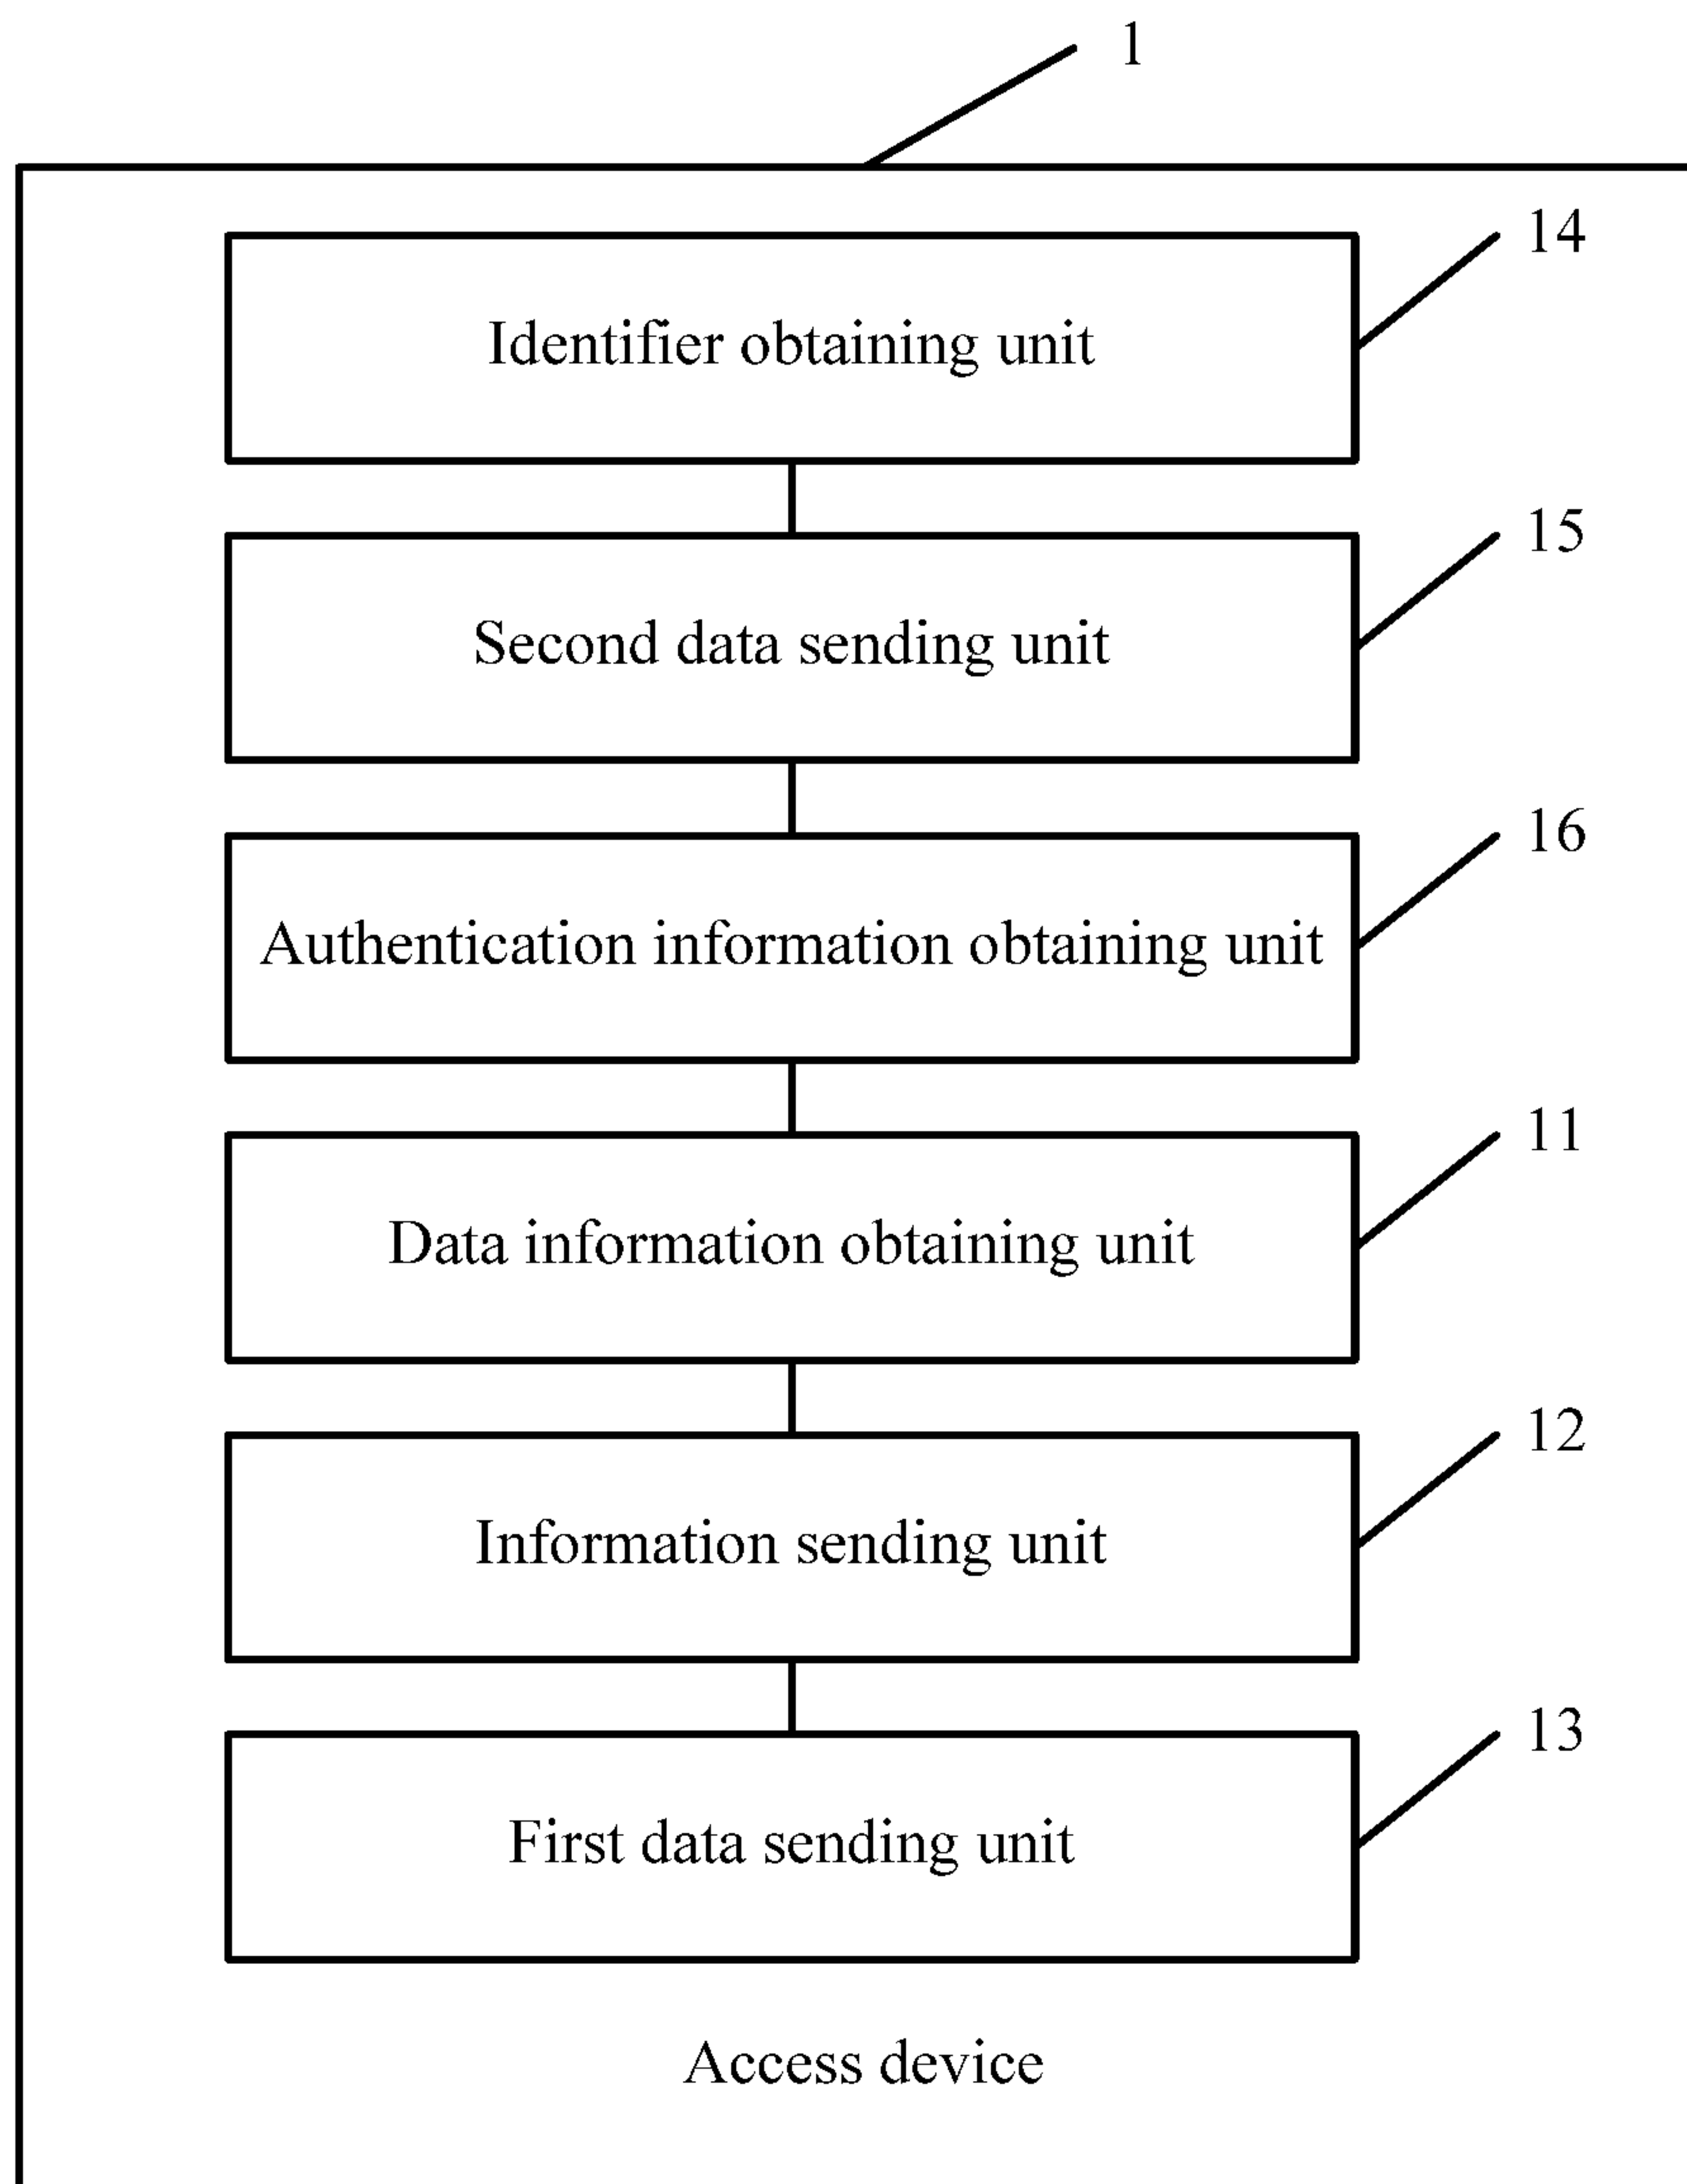 1
14
Identifier obtaining unit
15
Second data sending unit
16
Authentication information obtaining unit
11
Data information obtaining unit
12
Information sending unit
13
First data sending unit
Access device